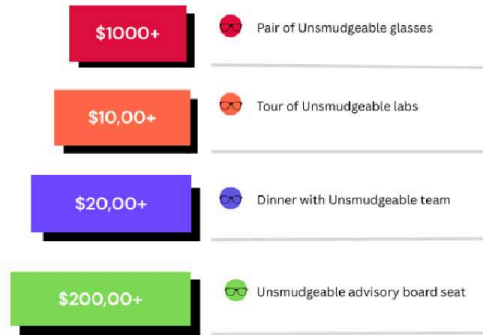 $1000+
Pair of Unsmudgeable glasses
$10,00+
Tour of Unsmudgeable labs
$20,00+
Dinner with Unsmudgeable team
$200,00+
Unsmudgeable advisory board seat